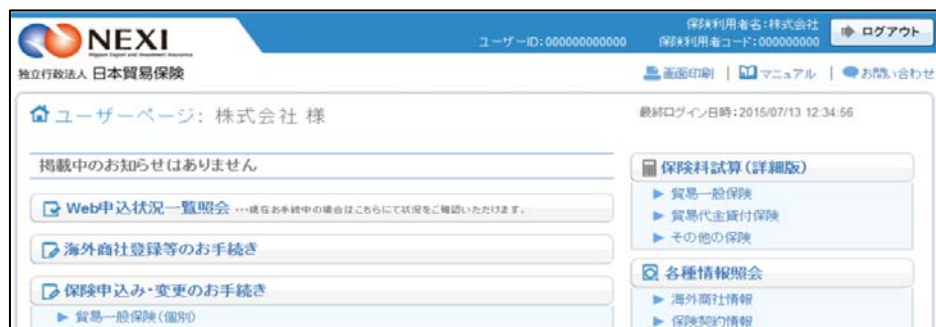 NEXI
Nippon Export and Investment Insurance
独立行政法人 日本貿易保険
ユーザーID:000000000000
保険利用者名:株式会社
保険利用者コード:000000000
ログアウト
画面印刷 | マニュアル | お問い合わせ
ユーザーページ: 株式会社 様
最終ログイン日時:2015/07/13 12:34:56
掲載中のお知らせはありません
Web申込状況一覧照会 …現在お手続中の場合はこちらにて状況をご確認いただけます。
海外商社登録等のお手続き
保険申込み・変更のお手続き
貿易一般保険(個別)
保険料試算(詳細版)
貿易一般保険
貿易代金貸付保険
その他の保険
各種情報照会
海外商社情報
保険契約情報